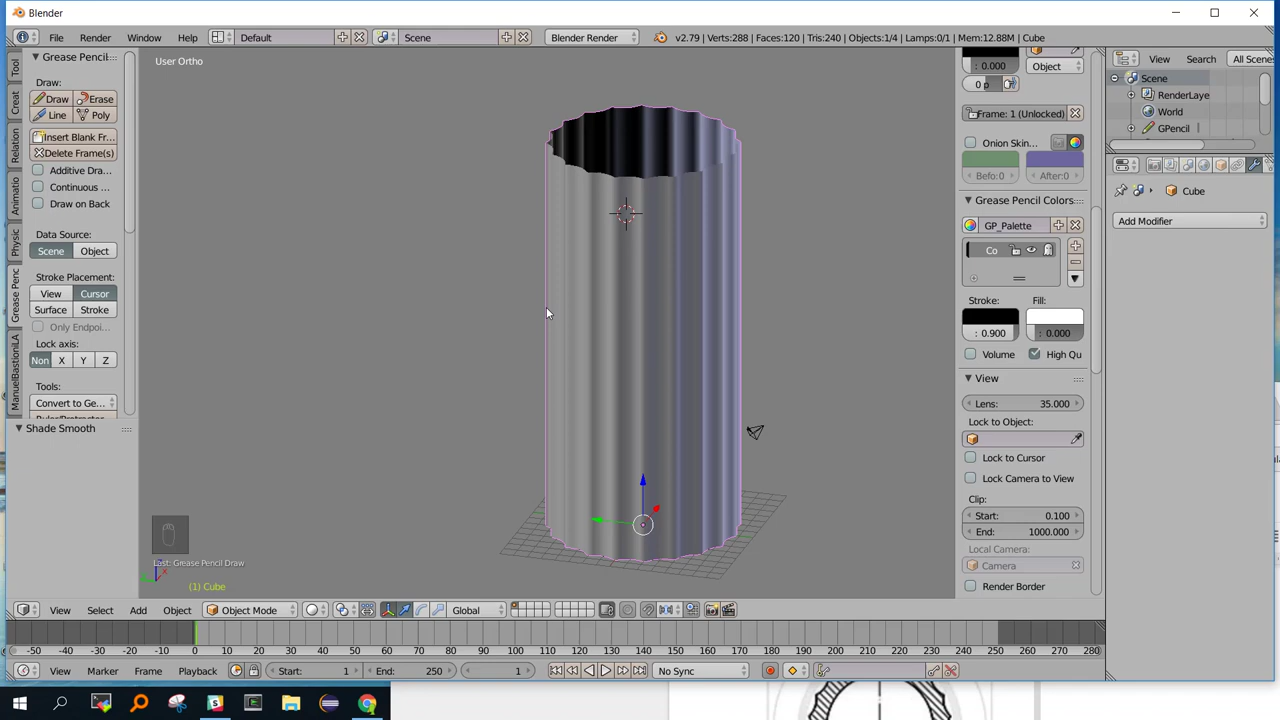 Blender
File Render Window Help Default Scene Blender Render v2.79 | Verts:288 | Faces:120 | Tris:240 | Objects:1/4 | Lamps:0/1 | Mem:12.88M | Cube
Tool
Creat
Relation
Animatio
Physic
Grease Penc
ManuelBastioniLA
Grease Pencil
Draw:
Draw Erase
Line Poly
Insert Blank Fr...
Delete Frame(s)
Additive Dra...
Continuous ...
Draw on Back
Data Source:
Scene Object
Stroke Placement:
View Cursor
Surface Stroke
Only Endpoi...
Lock axis:
Non X Y Z
Tools:
Convert to Ge...
Shade Smooth
User Ortho
Last: Grease Pencil Draw
(1) Cube
0.000 Object
0 p
Frame: 1 (Unlocked)
Onion Skin...
Befo:0 After:0
Grease Pencil Colors
GP_Palette
Co
Stroke: Fill:
: 0.900 : 0.000
Volume High Qu
View
Lens: 35.000
Lock to Object:
Lock to Cursor
Lock Camera to View
Clip:
Start: 0.100
End: 1000.000
Local Camera:
Camera
Render Border
View Search All Scene
Scene
RenderLaye
World
GPencil
Cube
Add Modifier
View Select Add Object Object Mode Global
-50 -40 -30 -20 -10 0 10 20 30 40 50 60 70 80 90 100 110 120 130 140 150 160 170 180 190 200 210 220 230 240 250 260 270 280
View Marker Frame Playback Start: 1 End: 250 1 No Sync